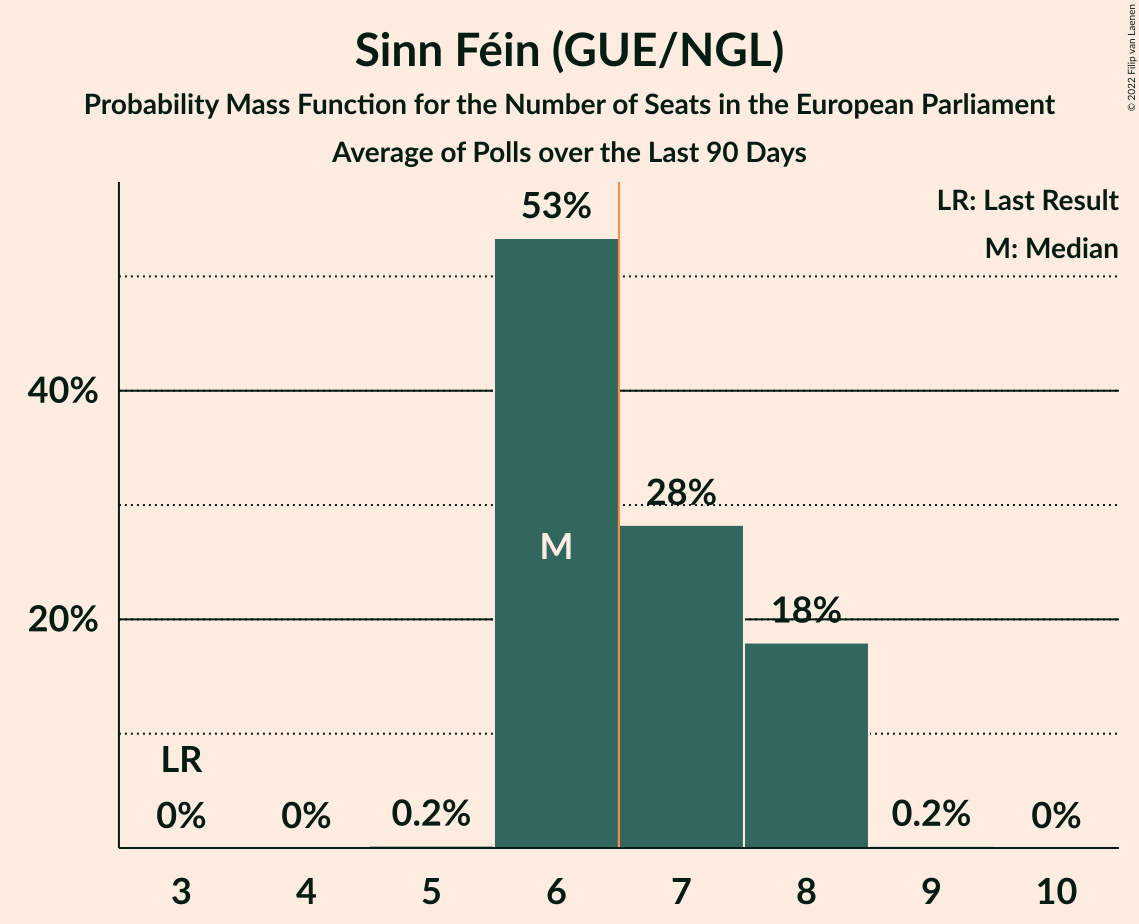 Sinn Féin (GUE/NGL)
Probability Mass Function for the Number of Seats in the European Parliament
Average of Polls over the Last 90 Days
© 2022 Filip van Laenen
LR: Last Result
M: Median
53%
40%
28%
M
20%
18%
LR
0%
0%
0.2%
0.2%
0%
3
4
5
6
7
8
9
10